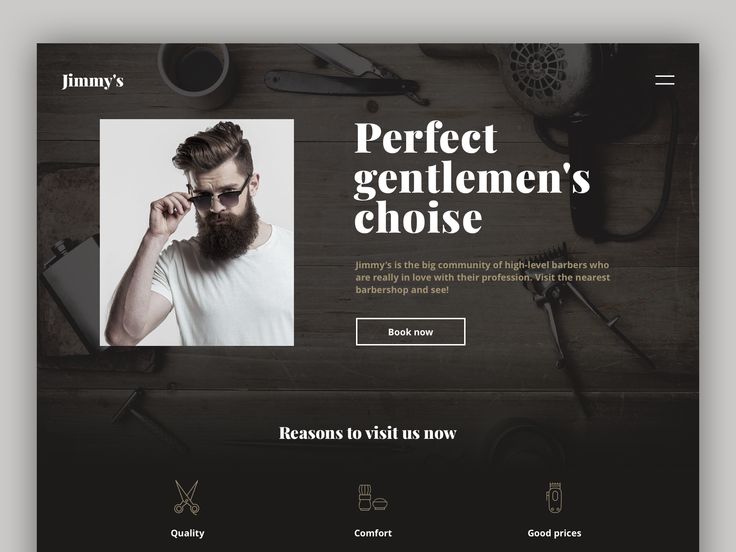 Jimmy's
Perfect
gentlemen's
choise
Jimmy's is the big community of high-level barbers who
are really in love with their profession. Visit the nearest
barbershop and see!
Book now
Reasons to visit us now
Quality
Comfort
Good prices